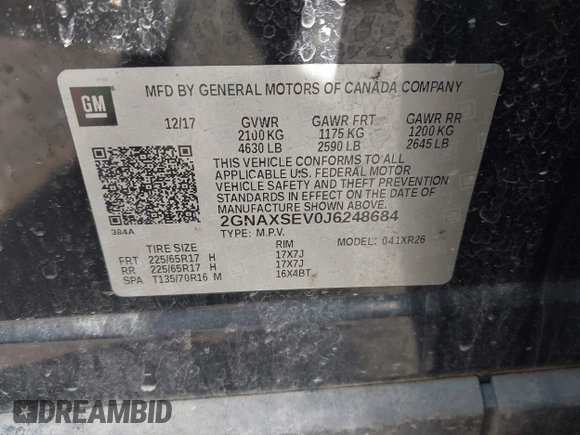 GM
MFD BY GENERAL MOTORS OF CANADA COMPANY
12/17 GVWR GAWR FRT GAWR RR
2100 KG 1175 KG 1200 KG
4630 LB 2590 LB 2645 LB
THIS VEHICLE CONFORMS TO ALL
APPLICABLE U.S. FEDERAL MOTOR
VEHICLE SAFETY AND THEFT PREVENTION
STANDARDS IN EFFECT ON THE DATE OF
MANUFACTURE SHOWN ABOVE.
384A
2GNAXSEV0J6248684
TYPE: M.P.V. MODEL: 041XR26
TIRE SIZE RIM
FRT 225/65R17 H 17X7J
RR 225/65R17 H 17X7J
SPA T135/70R16 M 16X4BT
DREAMBID